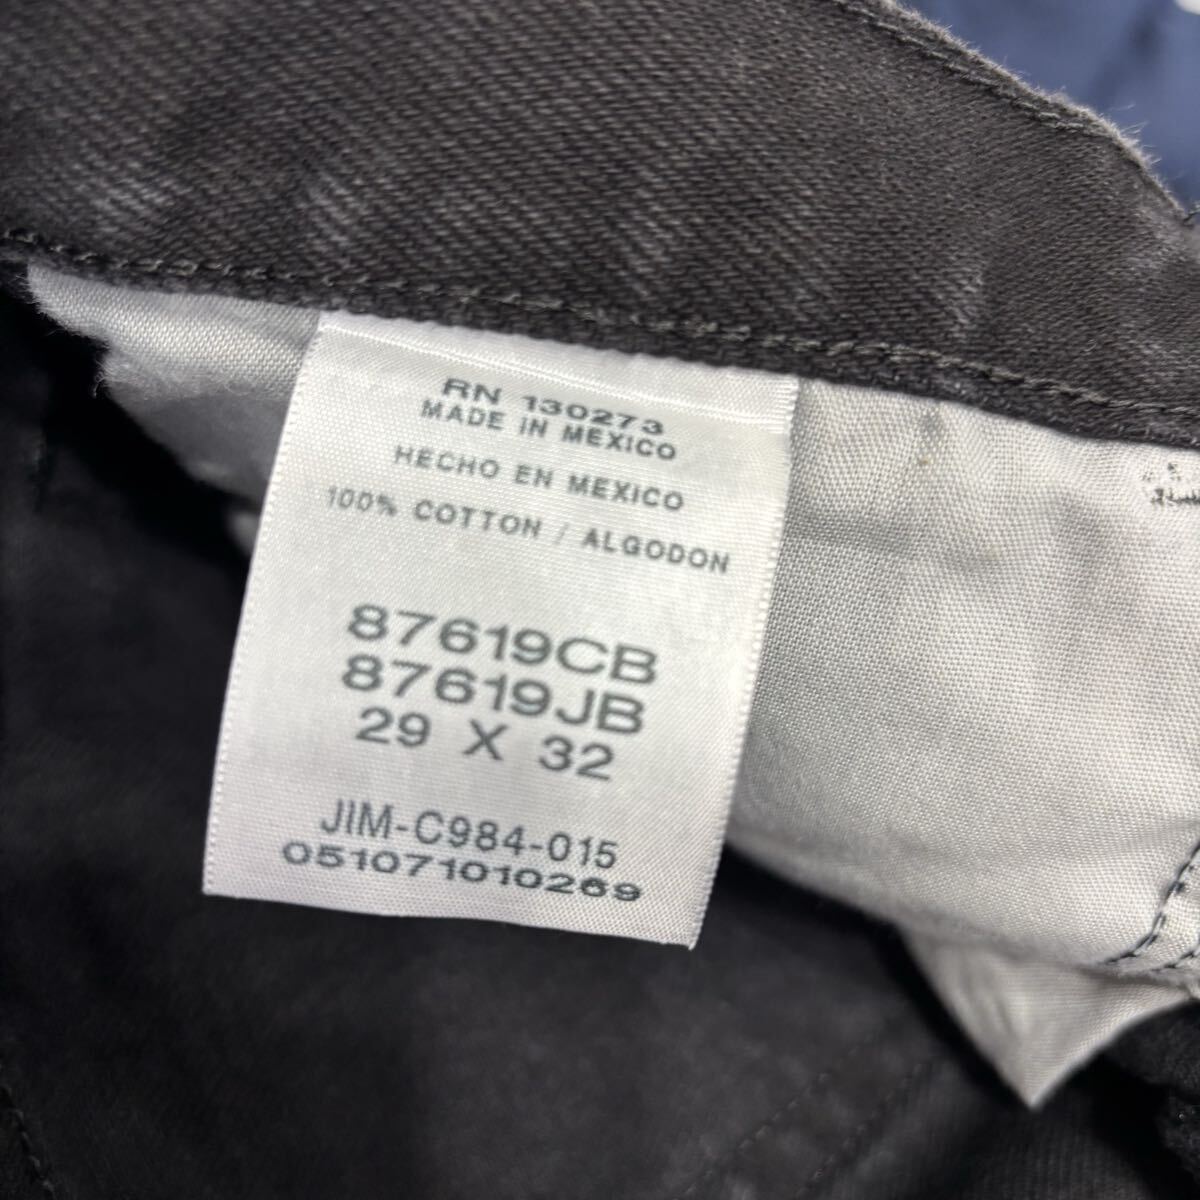 RN 130273
MADE IN MEXICO
HECHO EN MEXICO
100% COTTON / ALGODON
87619CB
87619JB
29 X 32
JIM-C984-015
051071010269